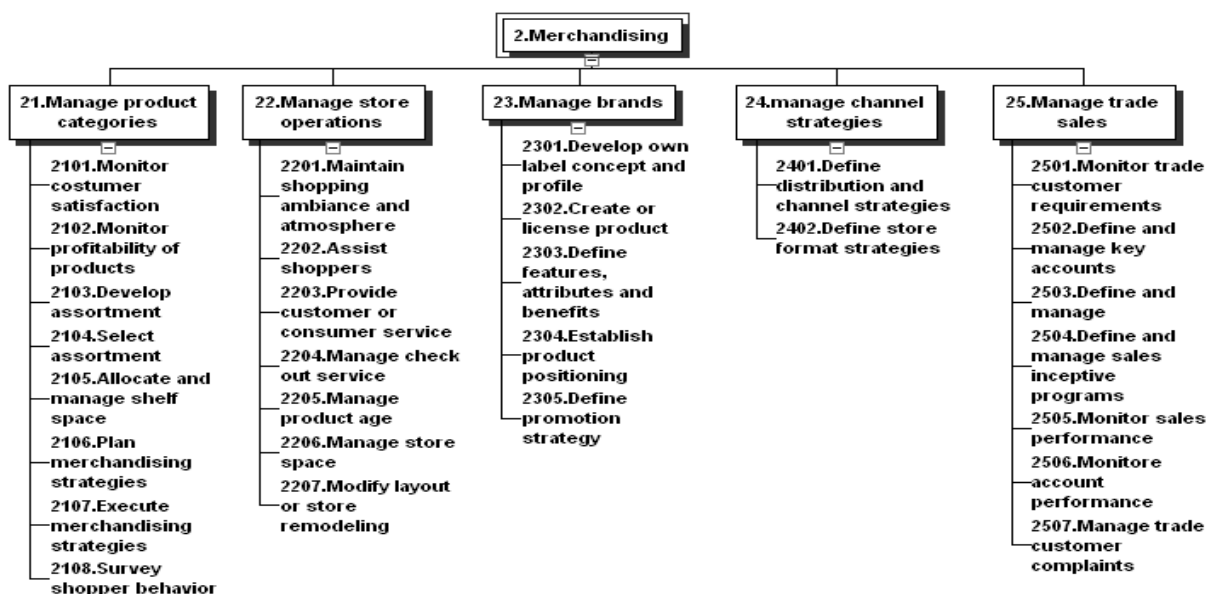 2.Merchandising
21.Manage product
categories
2101.Monitor
costumer
satisfaction
2102.Monitor
profitability of
products
2103.Develop
assortment
2104.Select
assortment
2105.Allocate and
manage shelf
space
2106.Plan
merchandising
strategies
2107.Execute
merchandising
strategies
2108.Survey
shopper behavior
22.Manage store
operations
2201.Maintain
shopping
ambiance and
atmosphere
2202.Assist
shoppers
2203.Provide
customer or
consumer service
2204.Manage check
out service
2205.Manage
product age
2206.Manage store
space
2207.Modify layout
or store
remodeling
23.Manage brands
2301.Develop own
label concept and
profile
2302.Create or
license product
2303.Define
features,
attributes and
benefits
2304.Establish
product
positioning
2305.Define
promotion
strategy
24.manage channel
strategies
2401.Define
distribution and
channel strategies
2402.Define store
format strategies
25.Manage trade
sales
2501.Monitor trade
customer
requirements
2502.Define and
manage key
accounts
2503.Define and
manage
2504.Define and
manage sales
inceptive
programs
2505.Monitor sales
performance
2506.Monitore
account
performance
2507.Manage trade
customer
complaints